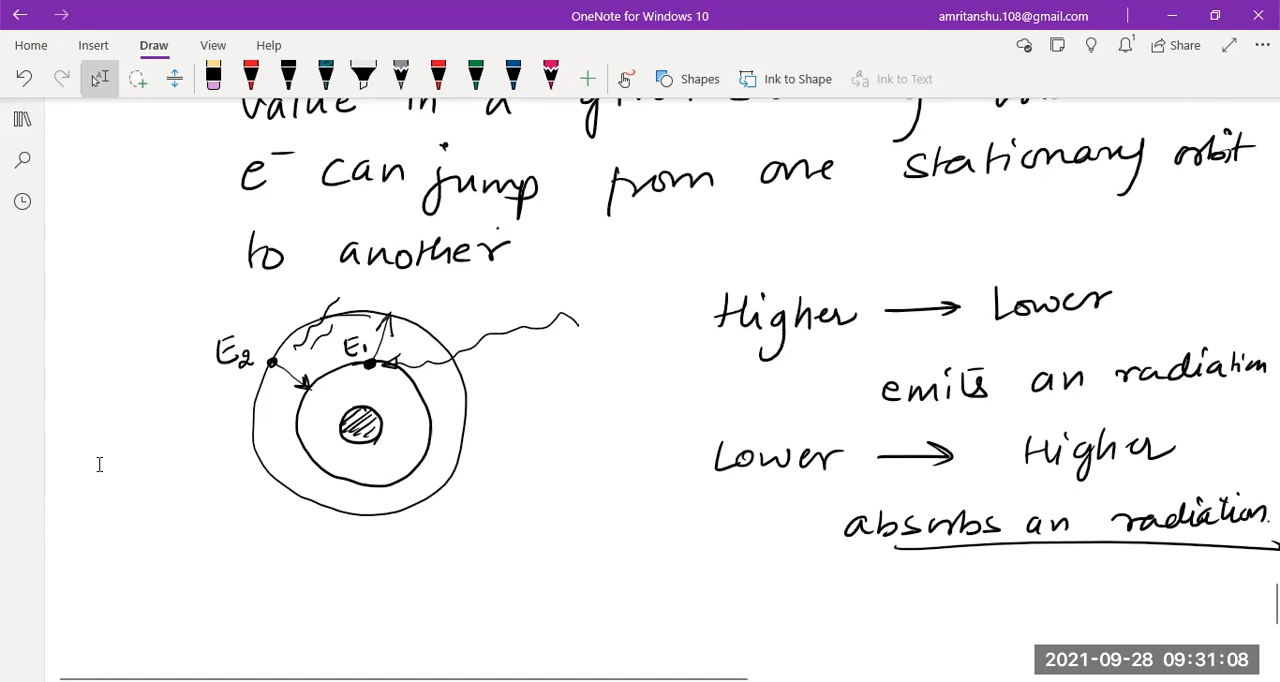 OneNote for Windows 10
amritanshu.108@gmail.com
Home Insert Draw View Help
Share
Shapes Ink to Shape Ink to Text
value in a
e⁻ can jump from one stationary orbit
to another
Higher → Lower
E₂ E₁
emits an radiation
Lower → Higher
absorbs an radiation.
2021-09-28 09:31:08